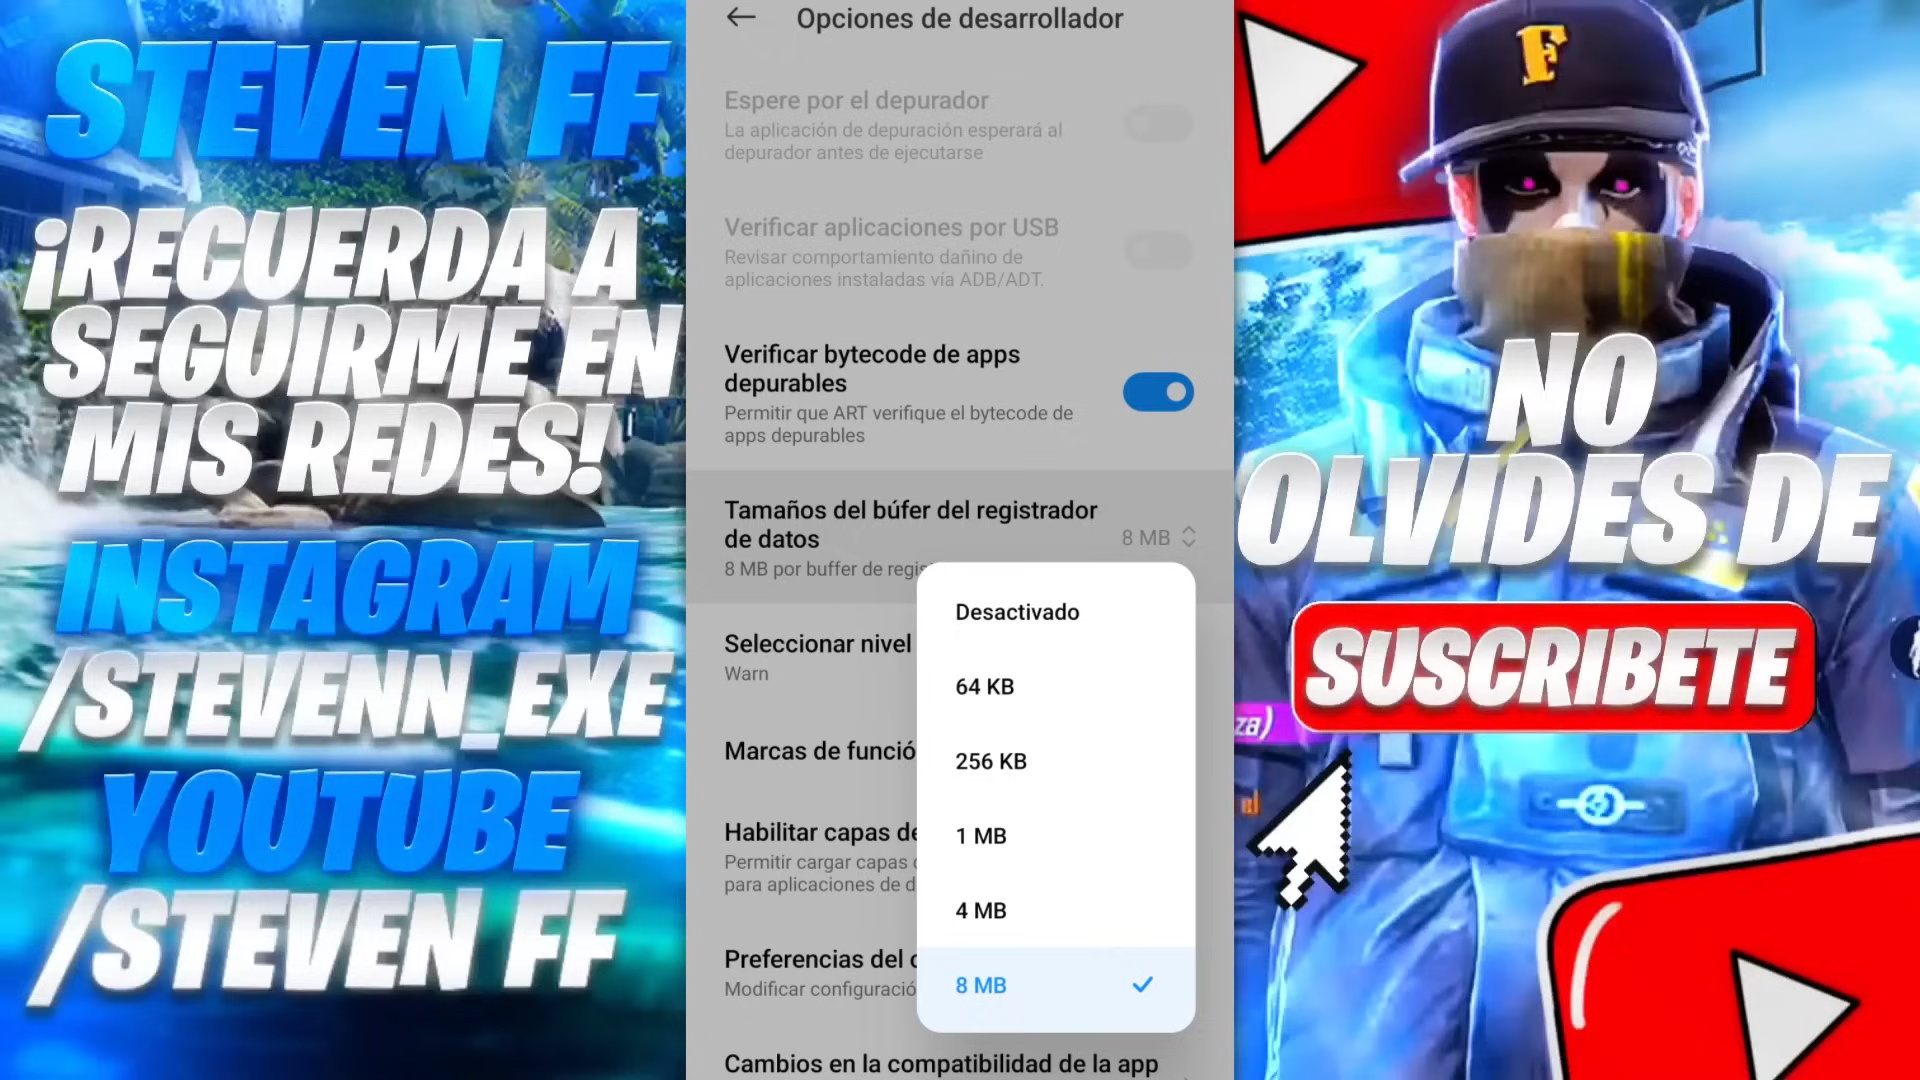 STEVEN FF
¡RECUERDA A
SEGUIRME EN
MIS REDES!
INSTAGRAM
/STEVENN_EXE
YOUTUBE
/STEVEN FF
Opciones de desarrollador
Espere por el depurador
La aplicación de depuración esperará al
depurador antes de ejecutarse
Verificar aplicaciones por USB
Revisar comportamiento dañino de
aplicaciones instaladas vía ADB/ADT.
Verificar bytecode de apps
depurables
Permitir que ART verifique el bytecode de
apps depurables
Tamaños del búfer del registrador
de datos
8 MB
8 MB por buffer de regis
Seleccionar nivel
Warn
Marcas de funció
Habilitar capas de
Permitir cargar capas
para aplicaciones de d
Preferencias del
Modificar configuració
Cambios en la compatibilidad de la app
Desactivado
64 KB
256 KB
1 MB
4 MB
8 MB
F
NO
OLVIDES DE
SUSCRIBETE
za)